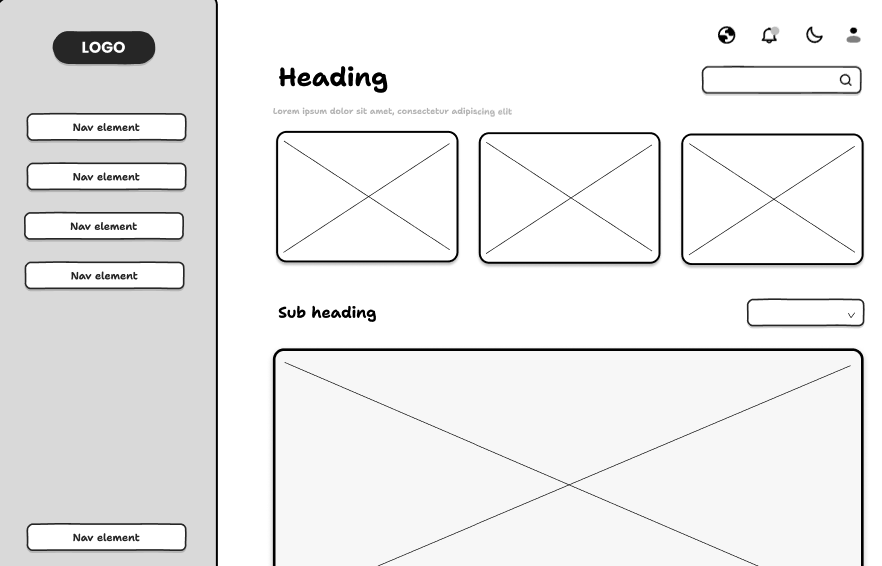 LOGO
Nav element
Nav element
Nav element
Nav element
Nav element
Heading
Lorem ipsum dolor sit amet, consectetur adipiscing elit
Sub heading